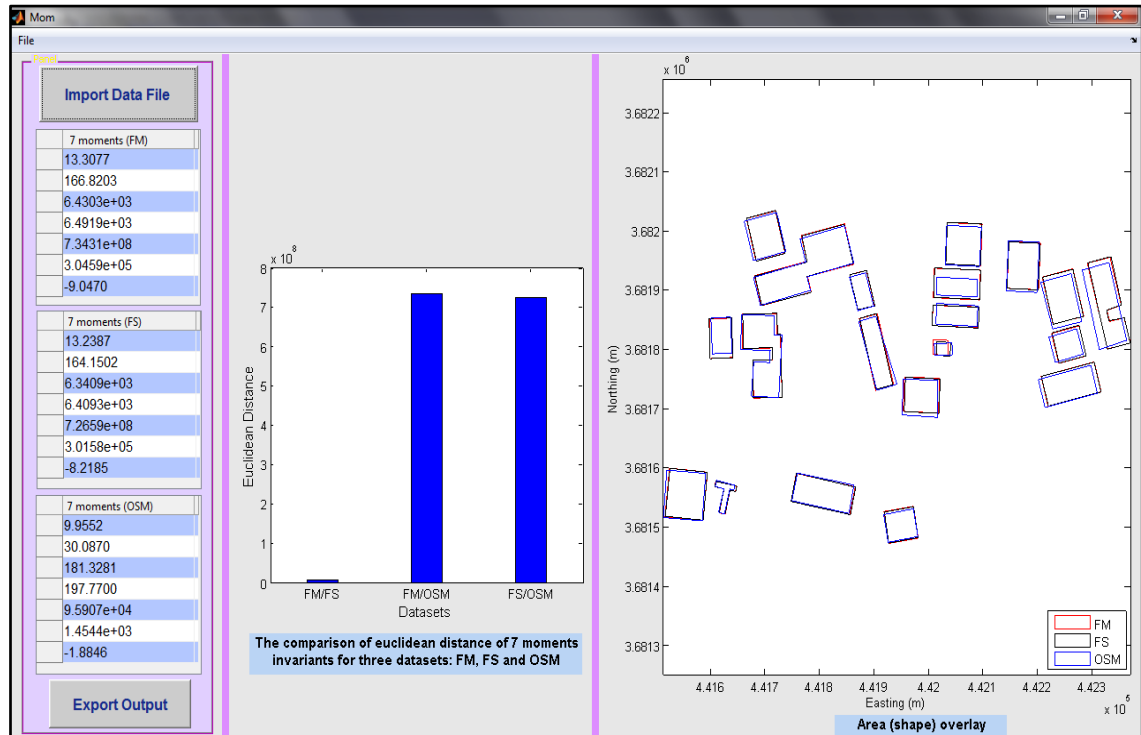 Mom
File
Import Data File
7 moments (FM)
13.3077
166.8203
6.4303e+03
6.4919e+03
7.3431e+08
3.0459e+05
-9.0470
7 moments (FS)
13.2387
164.1502
6.3409e+03
6.4093e+03
7.2659e+08
3.0158e+05
-8.2185
7 moments (OSM)
9.9552
30.0870
181.3281
197.7700
9.5907e+04
1.4544e+03
-1.8846
Export Output
x 10 8
8
7
6
5
4
3
2
1
0
Euclidean Distance
FM/FS FM/OSM FS/OSM
Datasets
The comparison of euclidean distance of 7 moments
invariants for three datasets: FM, FS and OSM
x 10 6
3.6822
3.6821
3.682
3.6819
3.6818
3.6817
3.6816
3.6815
3.6814
3.6813
Northing (m)
FM
FS
OSM
4.416 4.417 4.418 4.419 4.42 4.421 4.422 4.423
Easting (m)
x 10 5
Area (shape) overlay